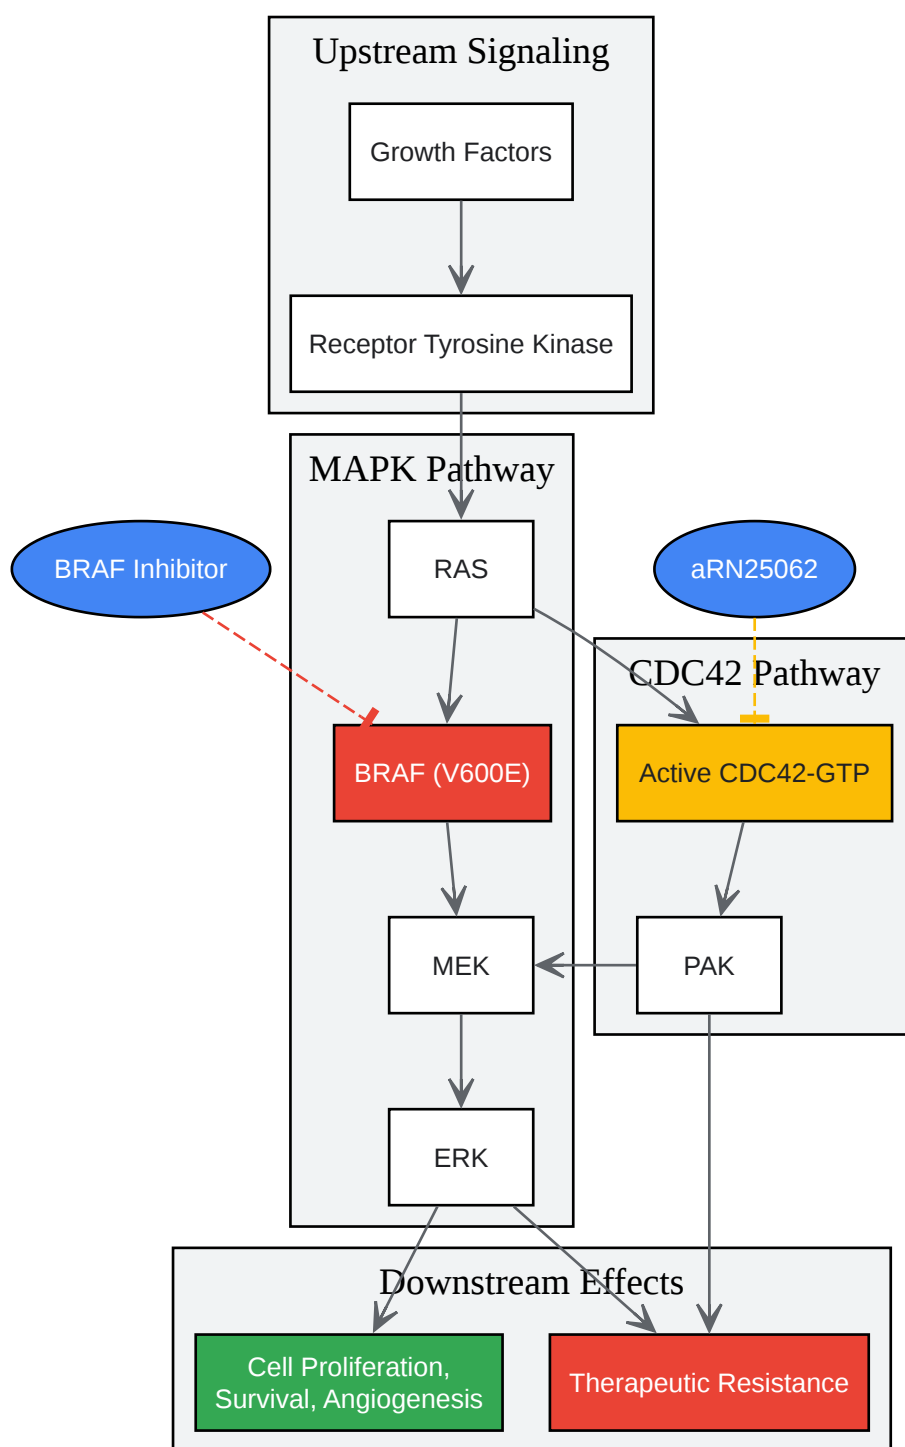 Upstream Signaling
Growth Factors
Receptor Tyrosine Kinase
MAPK Pathway
BRAF Inhibitor
RAS
aRN25062
CDC42 Pathway
BRAF (V600E)
Active CDC42-GTP
MEK
PAK
ERK
Downstream Effects
Cell Proliferation,
Survival, Angiogenesis
Therapeutic Resistance